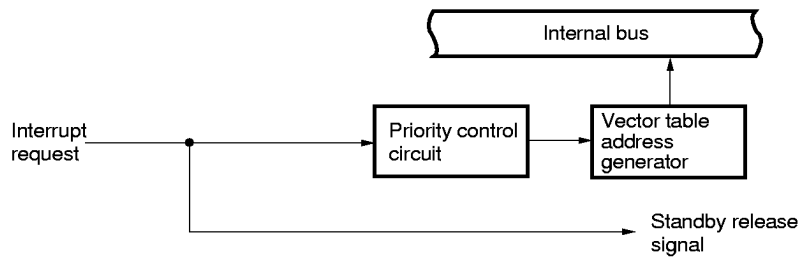 Internal bus
Interrupt
request
Priority control
circuit
Vector table
address
generator
Standby release
signal